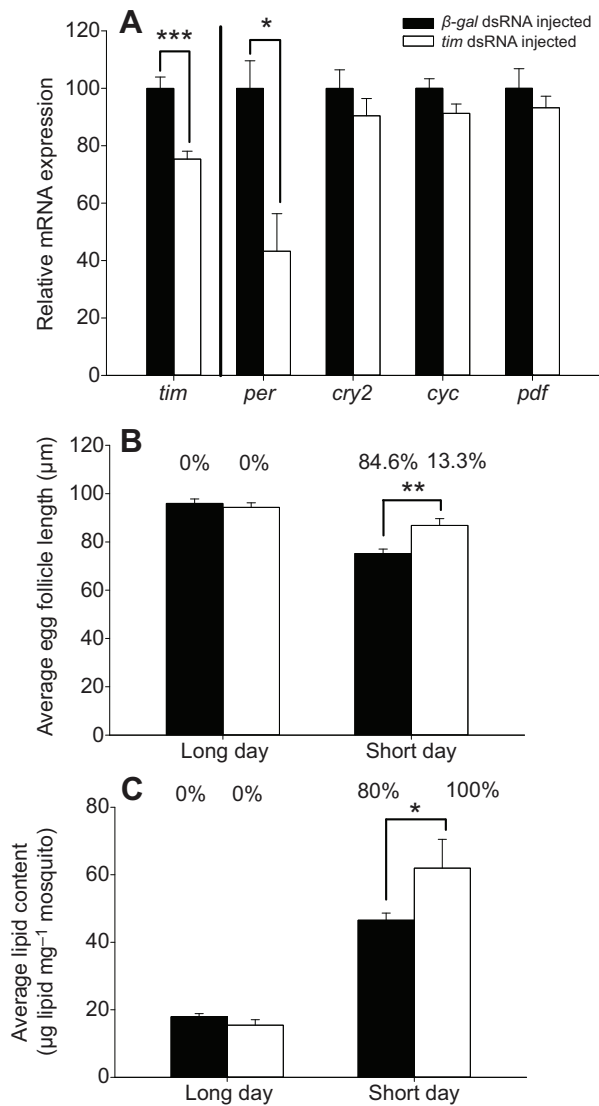 A
β-gal dsRNA injected
tim dsRNA injected
Relative mRNA expression
120
100
80
60
40
20
0
***
*
tim per cry2 cyc pdf
B
Average egg follicle length (µm)
120
100
80
60
40
20
0
0% 0% 84.6% 13.3%
**
Long day Short day
C
Average lipid content
(µg lipid mg–1 mosquito)
80
60
40
20
0
0% 0% 80% 100%
*
Long day Short day